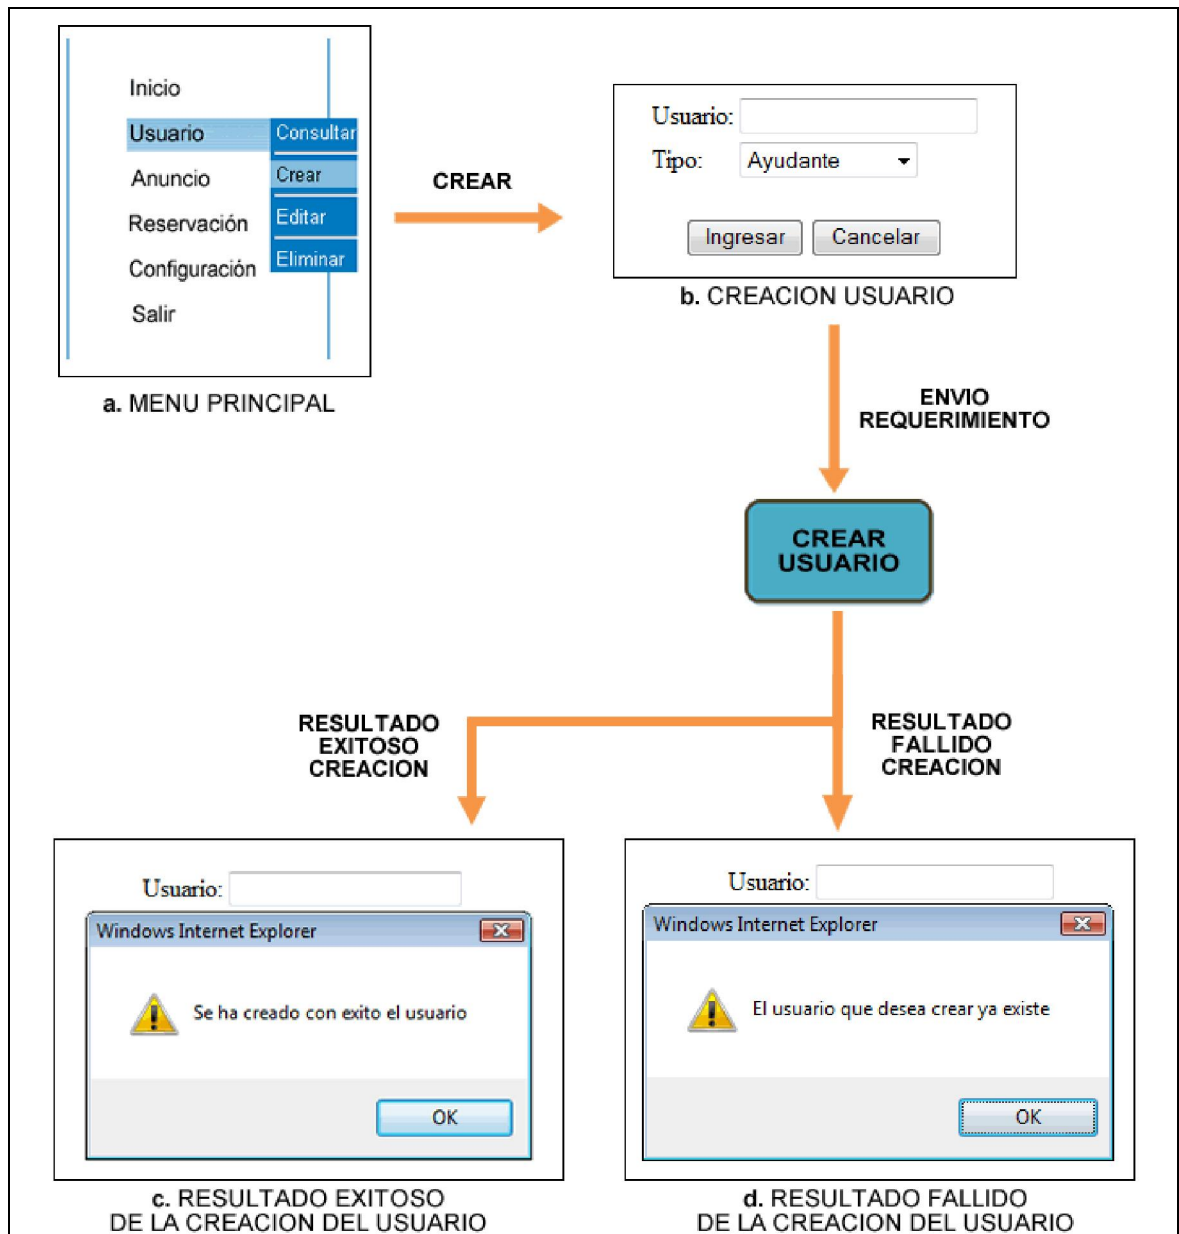 Inicio
Usuario
Consultar
Anuncio
Crear
Reservación
Editar
Configuración
Eliminar
Salir
a. MENU PRINCIPAL
CREAR
Usuario:
Tipo: Ayudante
Ingresar Cancelar
b. CREACION USUARIO
ENVIO
REQUERIMIENTO
CREAR
USUARIO
RESULTADO
EXITOSO
CREACION
RESULTADO
FALLIDO
CREACION
Usuario:
Windows Internet Explorer
Se ha creado con exito el usuario
OK
c. RESULTADO EXITOSO
DE LA CREACION DEL USUARIO
Usuario:
Windows Internet Explorer
El usuario que desea crear ya existe
OK
d. RESULTADO FALLIDO
DE LA CREACION DEL USUARIO